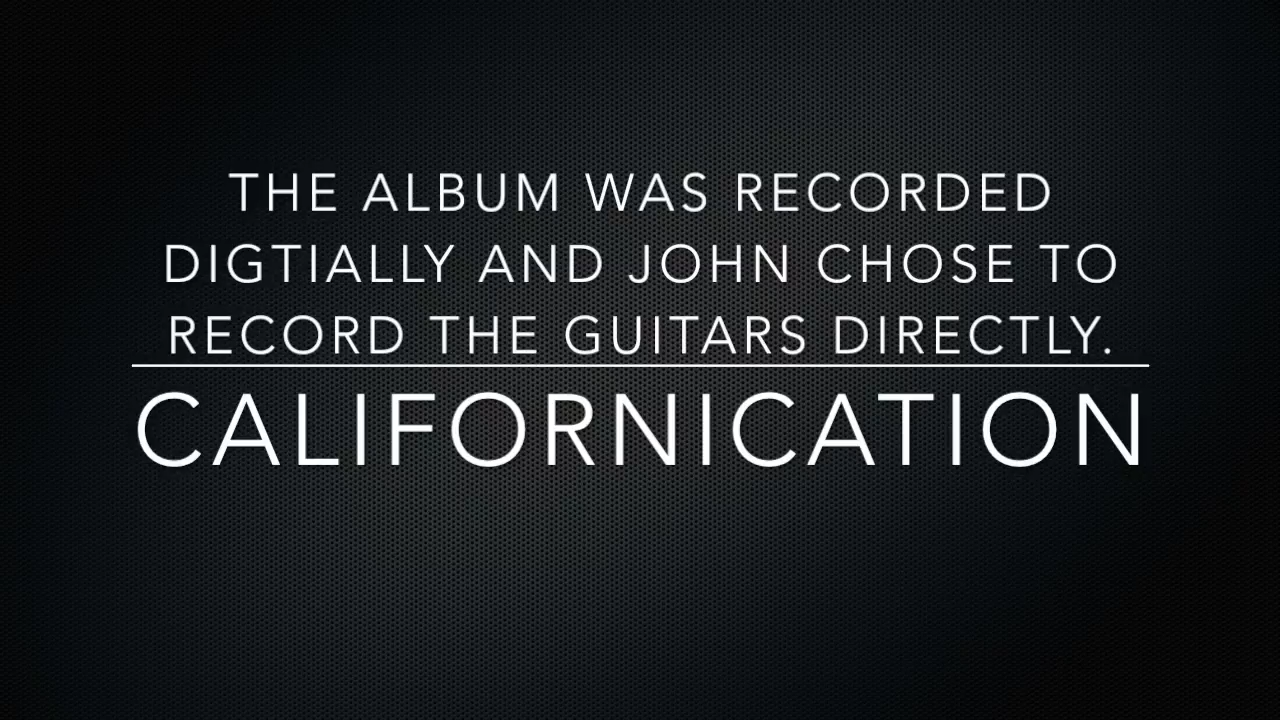 THE ALBUM WAS RECORDED
DIGTIALLY AND JOHN CHOSE TO
RECORD THE GUITARS DIRECTLY.
CALIFORNICATION